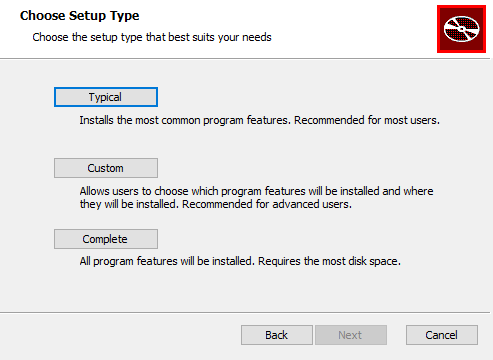 Choose Setup Type
Choose the setup type that best suits your needs
Typical
Installs the most common program features. Recommended for most users.
Custom
Allows users to choose which program features will be installed and where
they will be installed. Recommended for advanced users.
Complete
All program features will be installed. Requires the most disk space.
Back
Next
Cancel